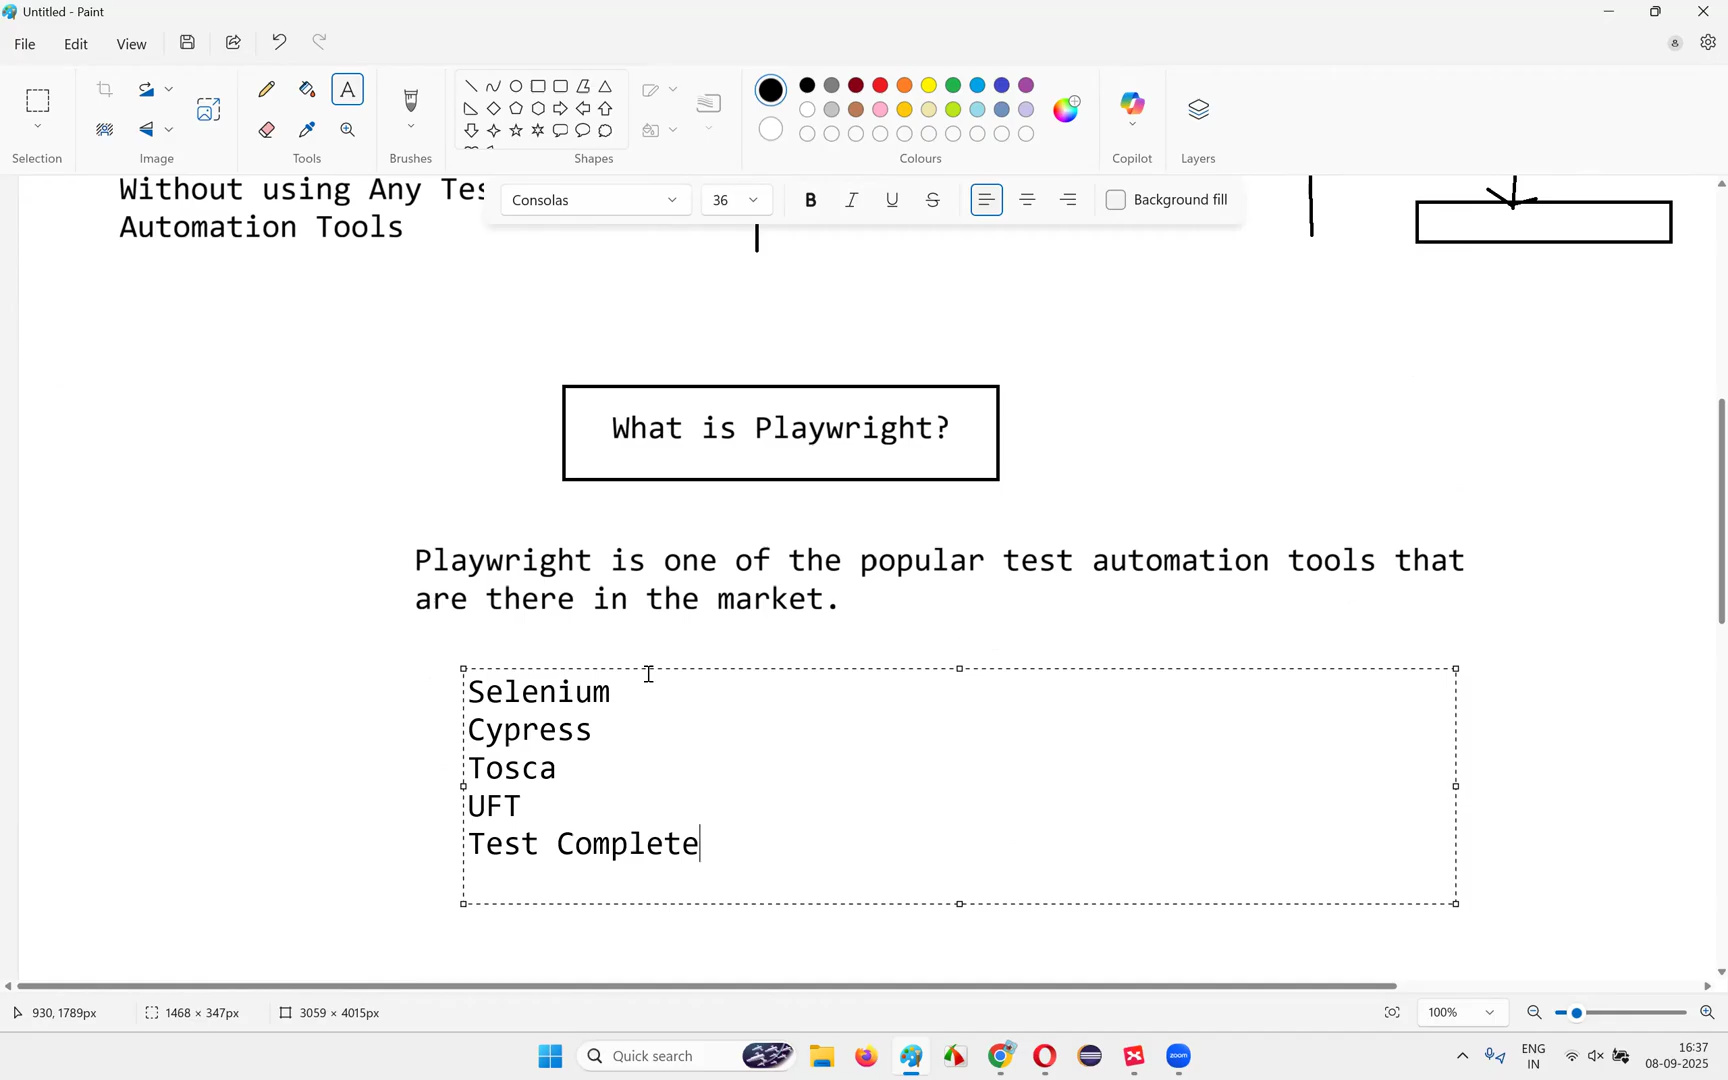 Untitled - Paint
File Edit View
Selection
Image
Tools
Brushes
Shapes
Colours
Copilot
Layers
Consolas
36
B I U S
Background fill
Without using Any Tes
Automation Tools
What is Playwright?
Playwright is one of the popular test automation tools that
are there in the market.
Selenium
Cypress
Tosca
UFT
Test Complete
930, 1789px
1468 × 347px
3059 × 4015px
100%
Quick search
zoom
ENG
IN
16:37
08-09-2025